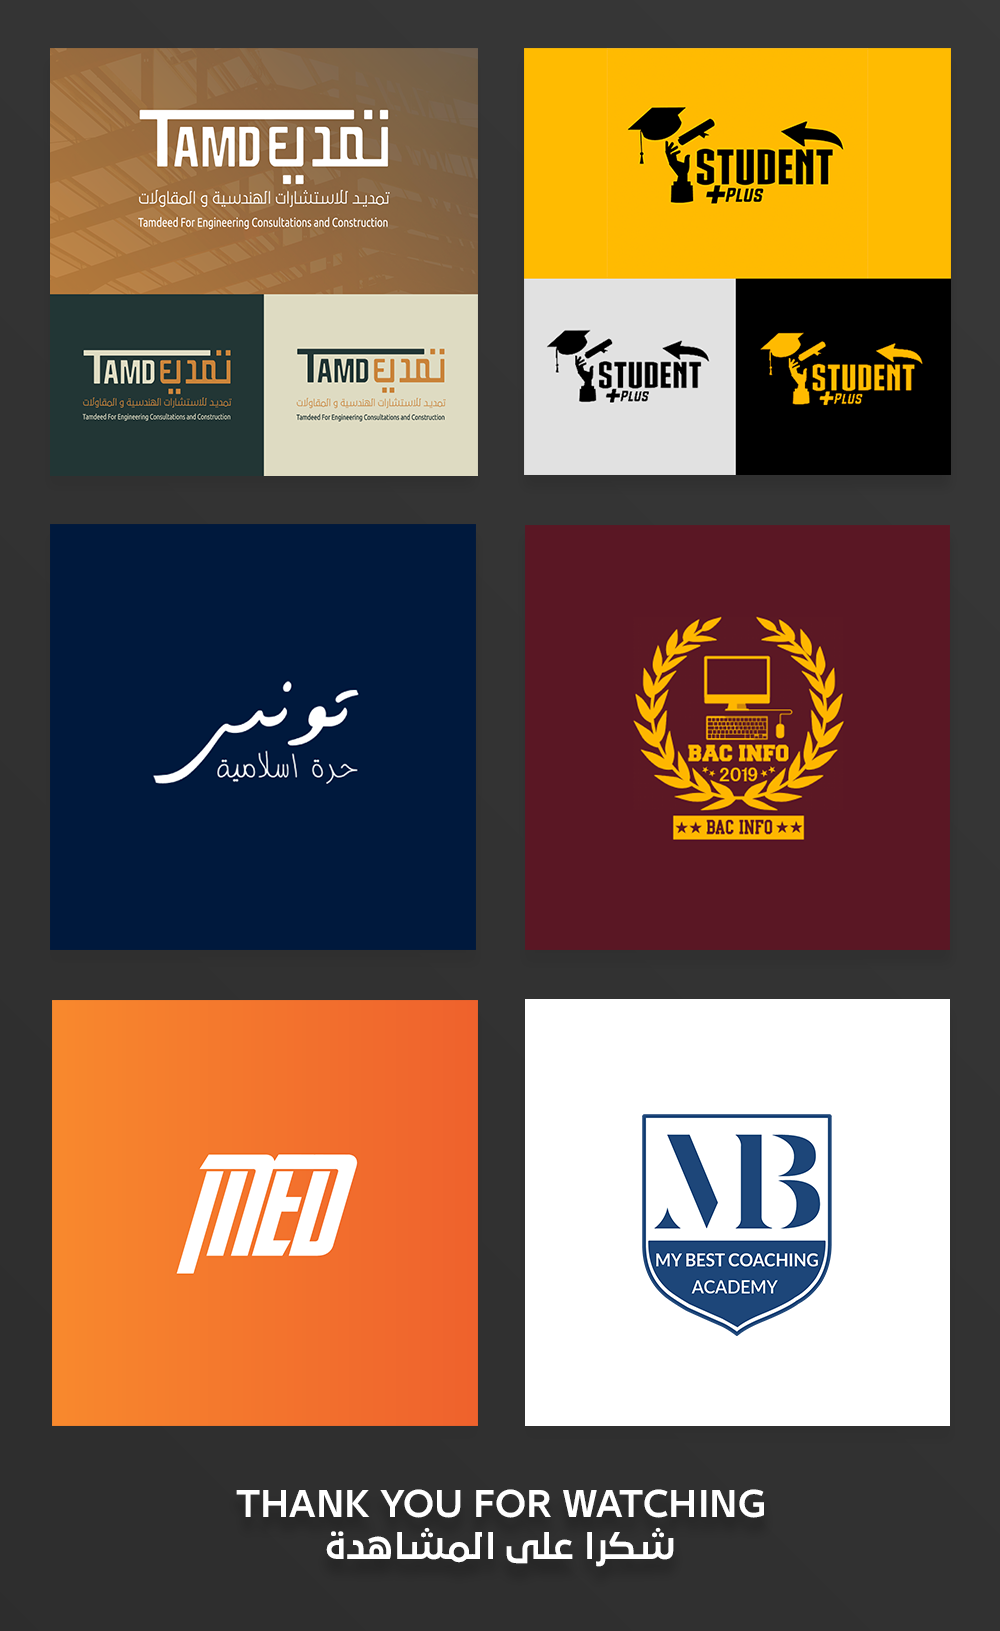 TAMDE تمديد
تمديد للاستشارات الهندسية و المقاولات
Tamdeed For Engineering Consultations and Construction
TAMDE تمديد
تمديد للاستشارات الهندسية و المقاولات
Tamdeed For Engineering Consultations and Construction
TAMDE تمديد
تمديد للاستشارات الهندسية و المقاولات
Tamdeed For Engineering Consultations and Construction
STUDENT
+PLUS
STUDENT
+PLUS
STUDENT
+PLUS
تونس
حرة اسلامية
BAC INFO
2019
BAC INFO
MED
MB
MY BEST COACHING
ACADEMY
THANK YOU FOR WATCHING
شكرا على المشاهدة